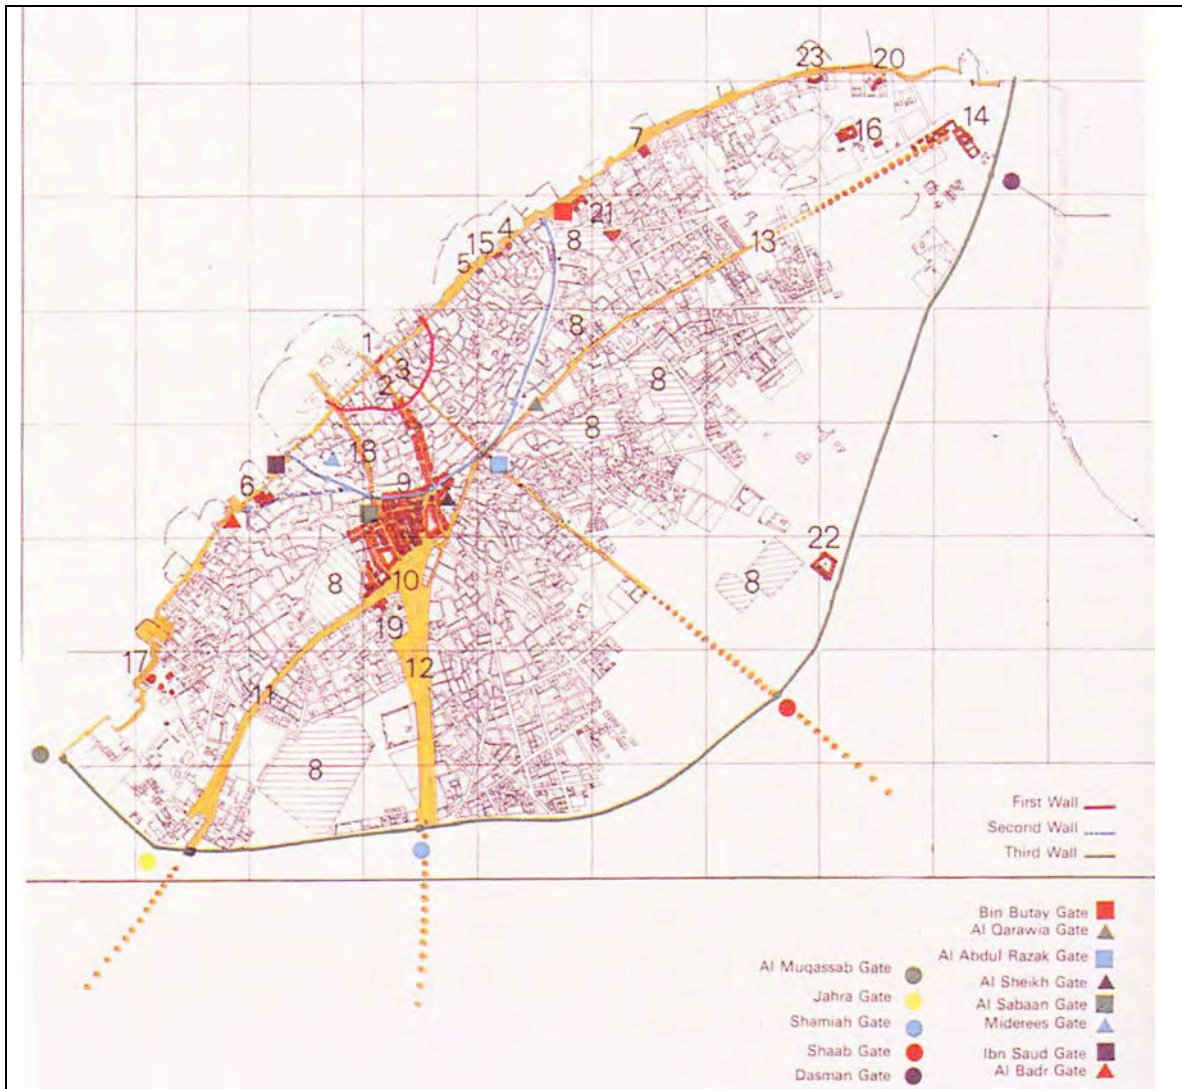 23 20
14
16
7
21
8
4
15
5
13
8
1
3
2
8
8
18
9
6
22
8
8
10
19
17
12
11
8
First Wall
Second Wall
Third Wall
Bin Butay Gate
Al Qarawia Gate
Al Abdul Razak Gate
Al Sheikh Gate
Al Sabaan Gate
Miderees Gate
Ibn Saud Gate
Al Badr Gate
Al Muqassab Gate
Jahra Gate
Shamiah Gate
Shaab Gate
Dasman Gate